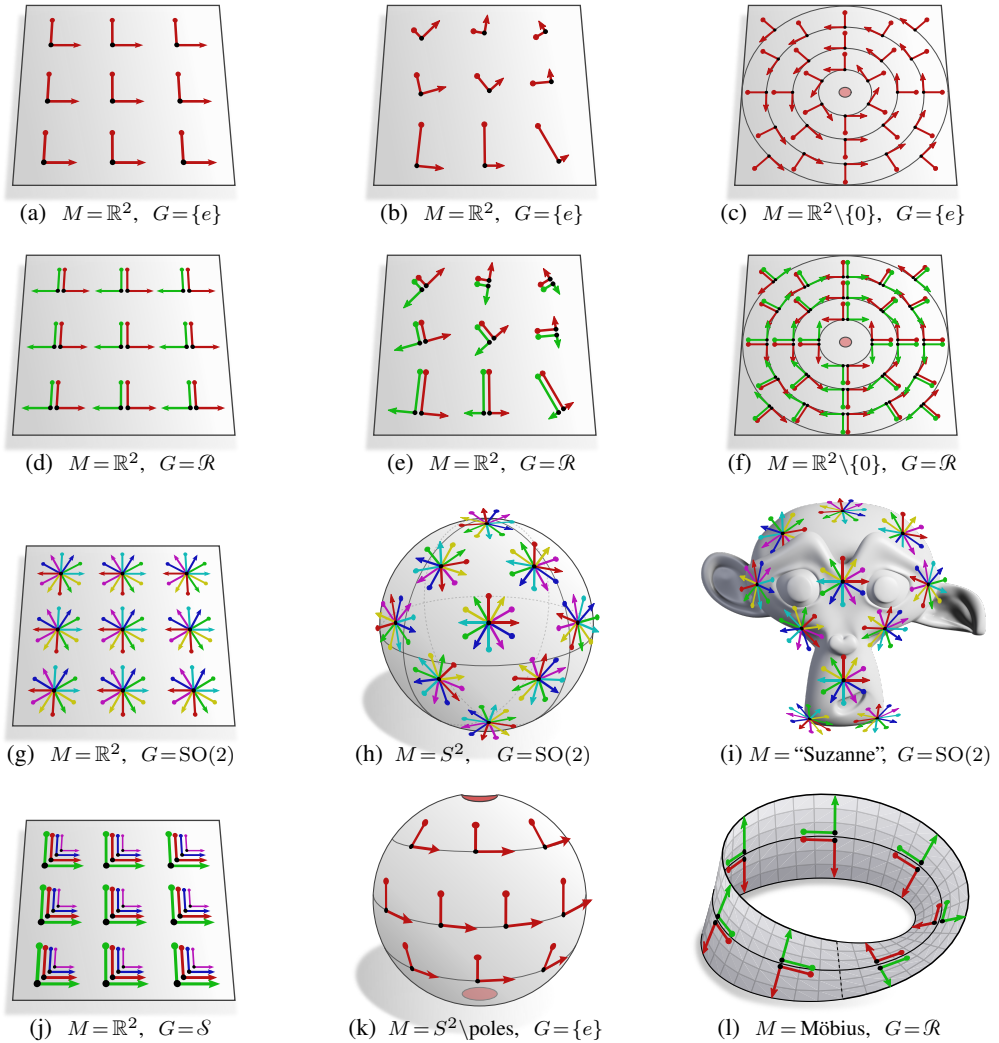 (a) M=ℝ², G={e}
(b) M=ℝ², G={e}
(c) M=ℝ²\{0}, G={e}
(d) M=ℝ², G=ℛ
(e) M=ℝ², G=ℛ
(f) M=ℝ²\{0}, G=ℛ
(g) M=ℝ², G=SO(2)
(h) M=S², G=SO(2)
(i) M=“Suzanne”, G=SO(2)
(j) M=ℝ², G=𝒮
(k) M=S²\poles, G={e}
(l) M=Möbius, G=ℛ